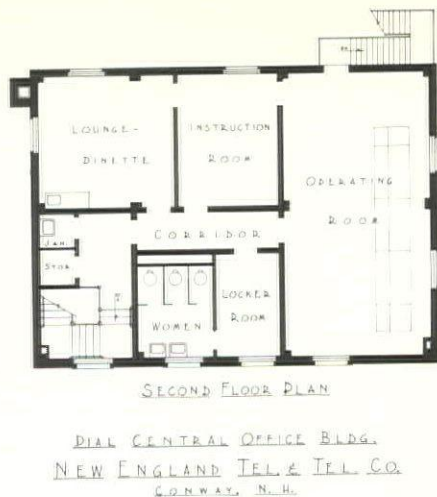 LOUNGE-
DINETTE
INSTRUCTION
ROOM
OPERATING
ROOM
CORRIDOR
JAN.
STOR.
LOCKER
ROOM
WOMEN
SECOND FLOOR PLAN
DIAL CENTRAL OFFICE BLDG.
NEW ENGLAND TEL. & TEL. CO.
CONWAY, N. H.